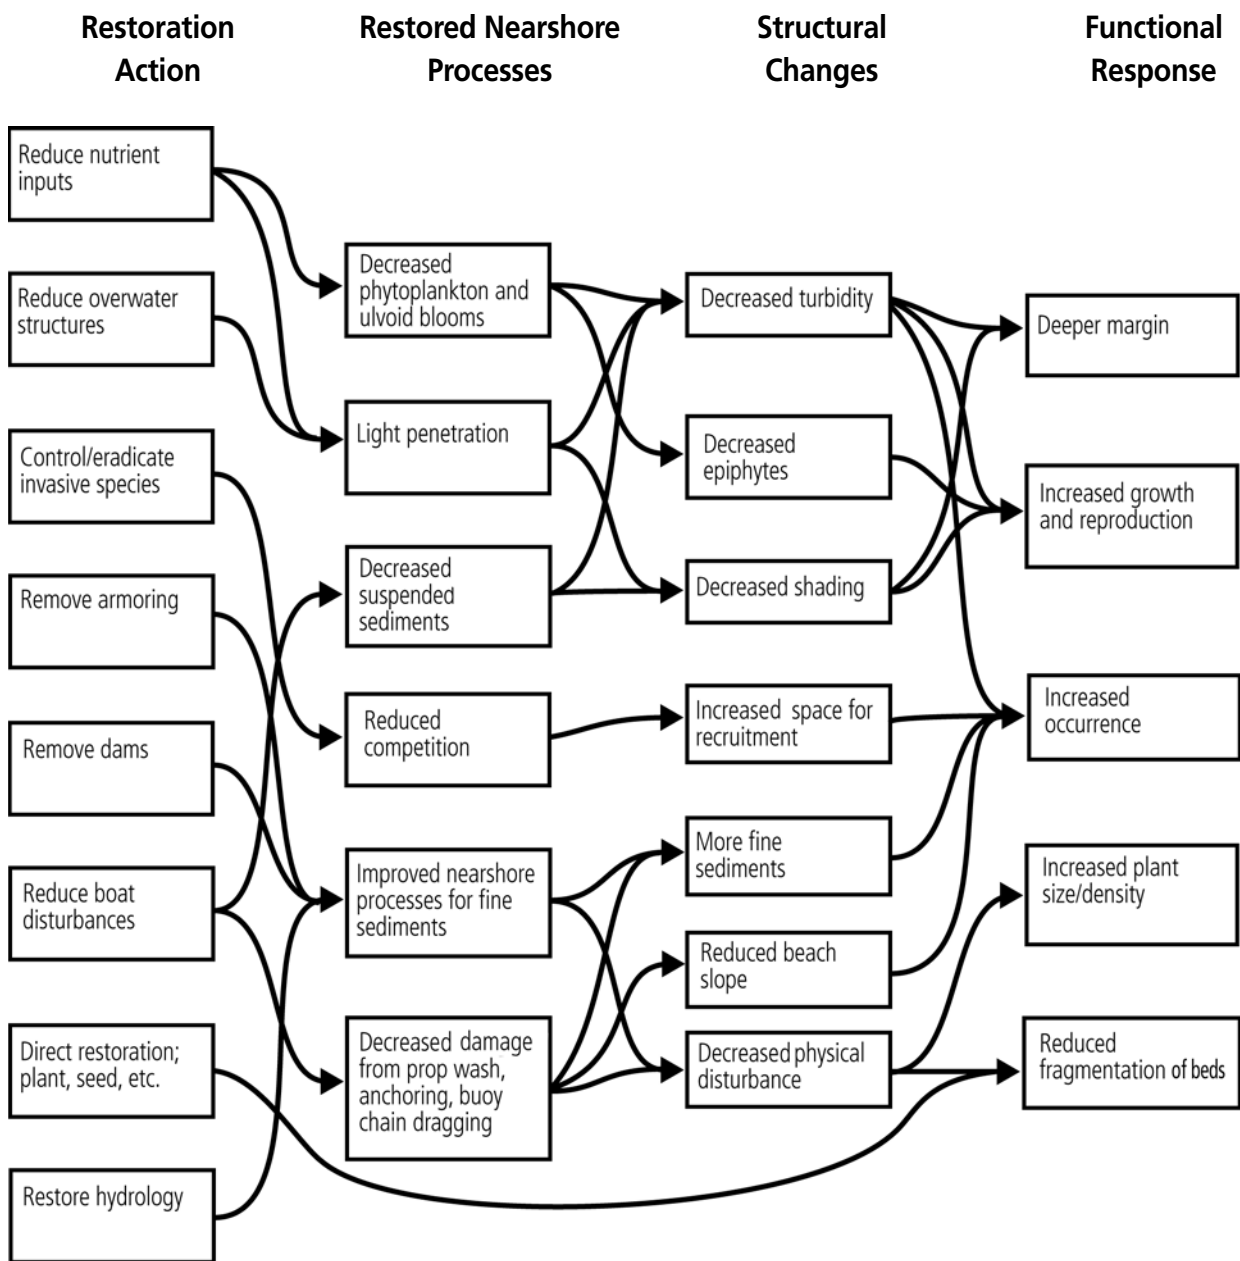 Restoration
Action
Restored Nearshore
Processes
Structural
Changes
Functional
Response
Reduce nutrient
inputs
Reduce overwater
structures
Control/eradicate
invasive species
Remove armoring
Remove dams
Reduce boat
disturbances
Direct restoration;
plant, seed, etc.
Restore hydrology
Decreased
phytoplankton and
ulvoid blooms
Light penetration
Decreased
suspended
sediments
Reduced
competition
Improved nearshore
processes for fine
sediments
Decreased damage
from prop wash,
anchoring, buoy
chain dragging
Decreased turbidity
Decreased
epiphytes
Decreased shading
Increased space for
recruitment
More fine
sediments
Reduced beach
slope
Decreased physical
disturbance
Deeper margin
Increased growth
and reproduction
Increased
occurrence
Increased plant
size/density
Reduced
fragmentation of beds